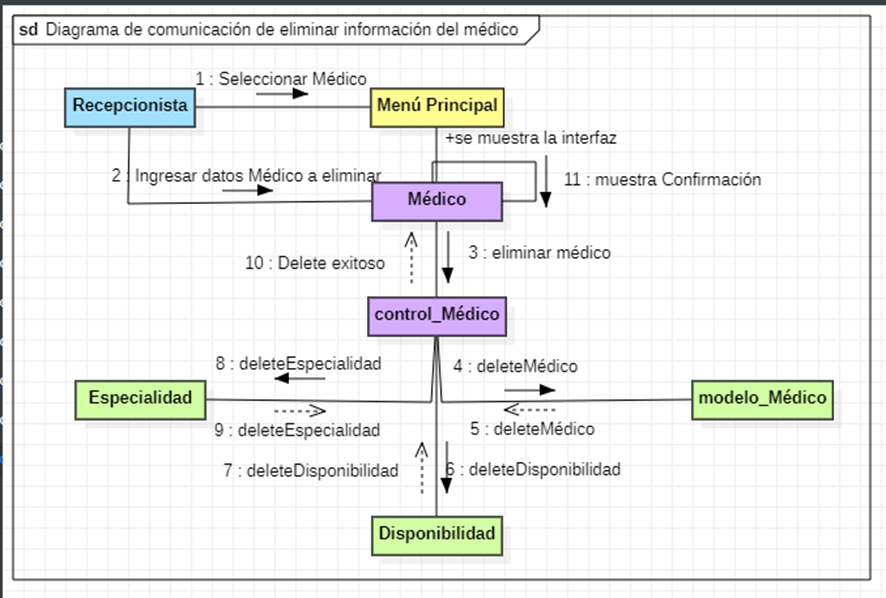 sd Diagrama de comunicación de eliminar información del médico
1 : Seleccionar Médico
Recepcionista
Menú Principal
+se muestra la interfaz
2 : Ingresar datos Médico a eliminar
11 : muestra Confirmación
Médico
10 : Delete exitoso
3 : eliminar médico
control_Médico
8 : deleteEspecialidad
4 : deleteMédico
Especialidad
modelo_Médico
9 : deleteEspecialidad
5 : deleteMédico
7 : deleteDisponibilidad
6 : deleteDisponibilidad
Disponibilidad